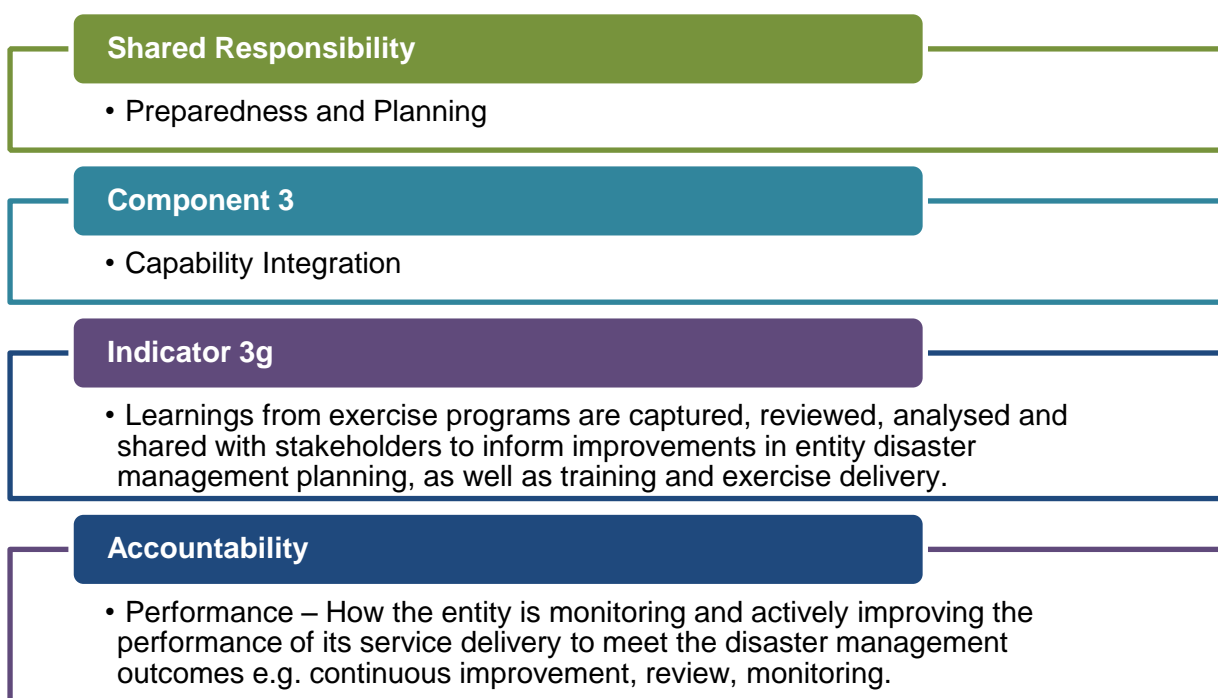 Shared Responsibility
• Preparedness and Planning
Component 3
• Capability Integration
Indicator 3g
• Learnings from exercise programs are captured, reviewed, analysed and
shared with stakeholders to inform improvements in entity disaster
management planning, as well as training and exercise delivery.
Accountability
• Performance – How the entity is monitoring and actively improving the
performance of its service delivery to meet the disaster management
outcomes e.g. continuous improvement, review, monitoring.